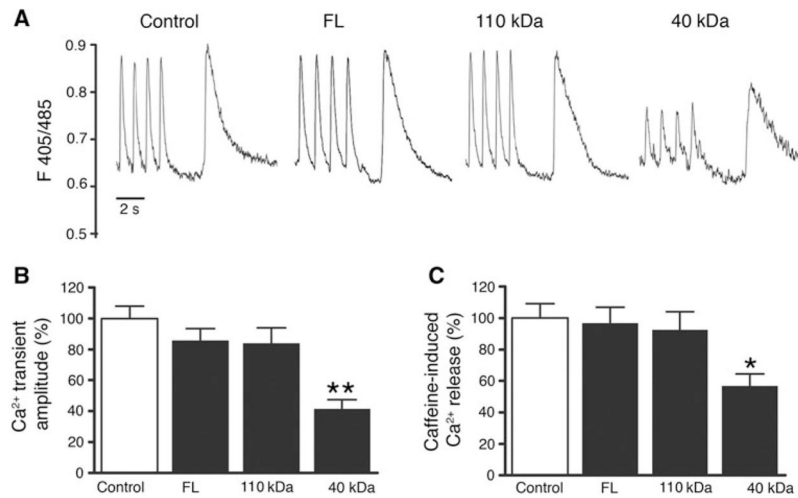 A
Control
FL
110 kDa
40 kDa
F 405/485
0.9
0.8
0.7
0.6
0.5
2 s
B
Ca²⁺ transient
amplitude (%)
120
100
80
60
40
20
0
**
Control
FL
110 kDa
40 kDa
C
Caffeine-induced
Ca²⁺ release (%)
120
100
80
60
40
20
0
*
Control
FL
110 kDa
40 kDa